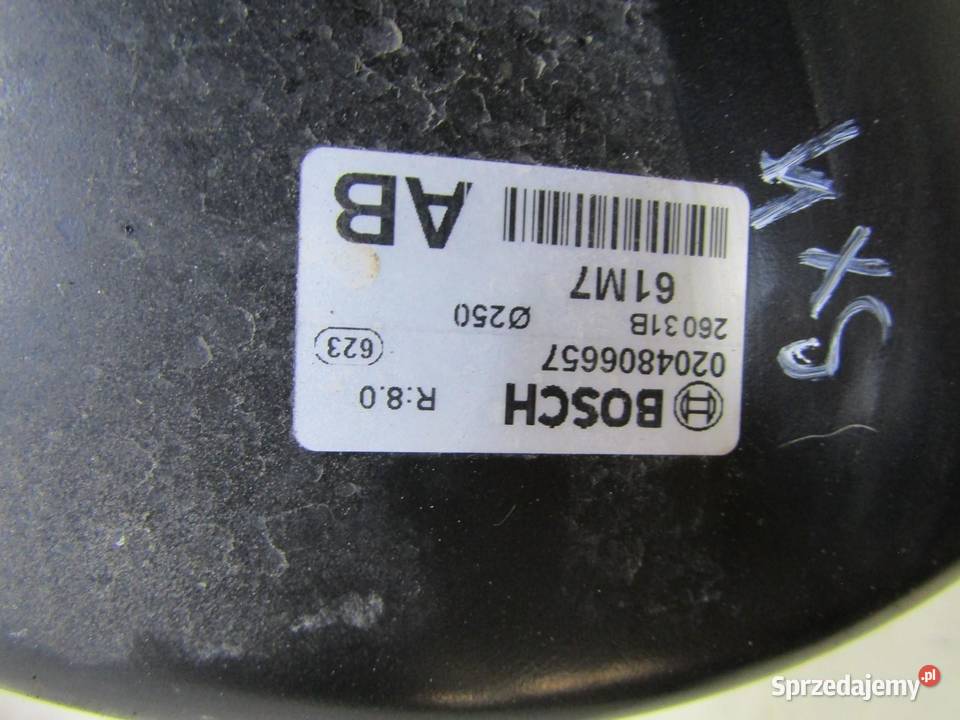 BOSCH R:8.0
0204806657 623
26031B Ø250
61M7
AB
SX4
Sprzedajemy.pl